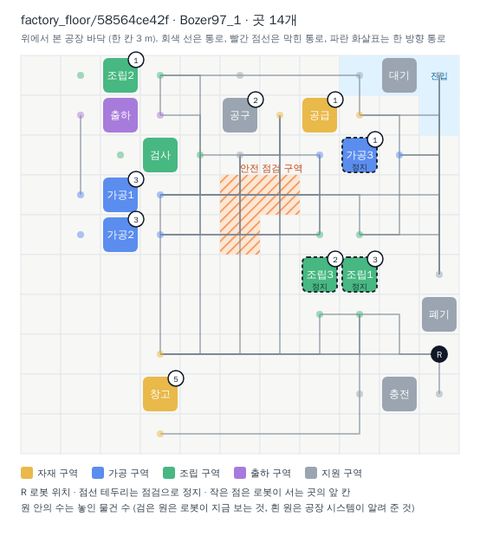 factory_floor/58564ce42f · Bozer97_1 · 곳 14개
위에서 본 공장 바닥 (한 칸 3 m). 회색 선은 통로, 빨간 점선은 막힌 통로, 파란 화살표는 한 방향 통로
조립2 1 대기 진입
출하 공구 2 공급 1
검사 가공3 1 정지
안전 점검 구역
가공1 3
가공2 3
조립3 2 정지 조립1 3 정지
폐기
R
창고 5 충전
자재 구역 가공 구역 조립 구역 출하 구역 지원 구역
R 로봇 위치 · 점선 테두리는 점검으로 정지 · 작은 점은 로봇이 서는 곳의 앞 칸
원 안의 수는 놓인 물건 수 (검은 원은 로봇이 지금 보는 것, 흰 원은 공장 시스템이 알려 준 것)